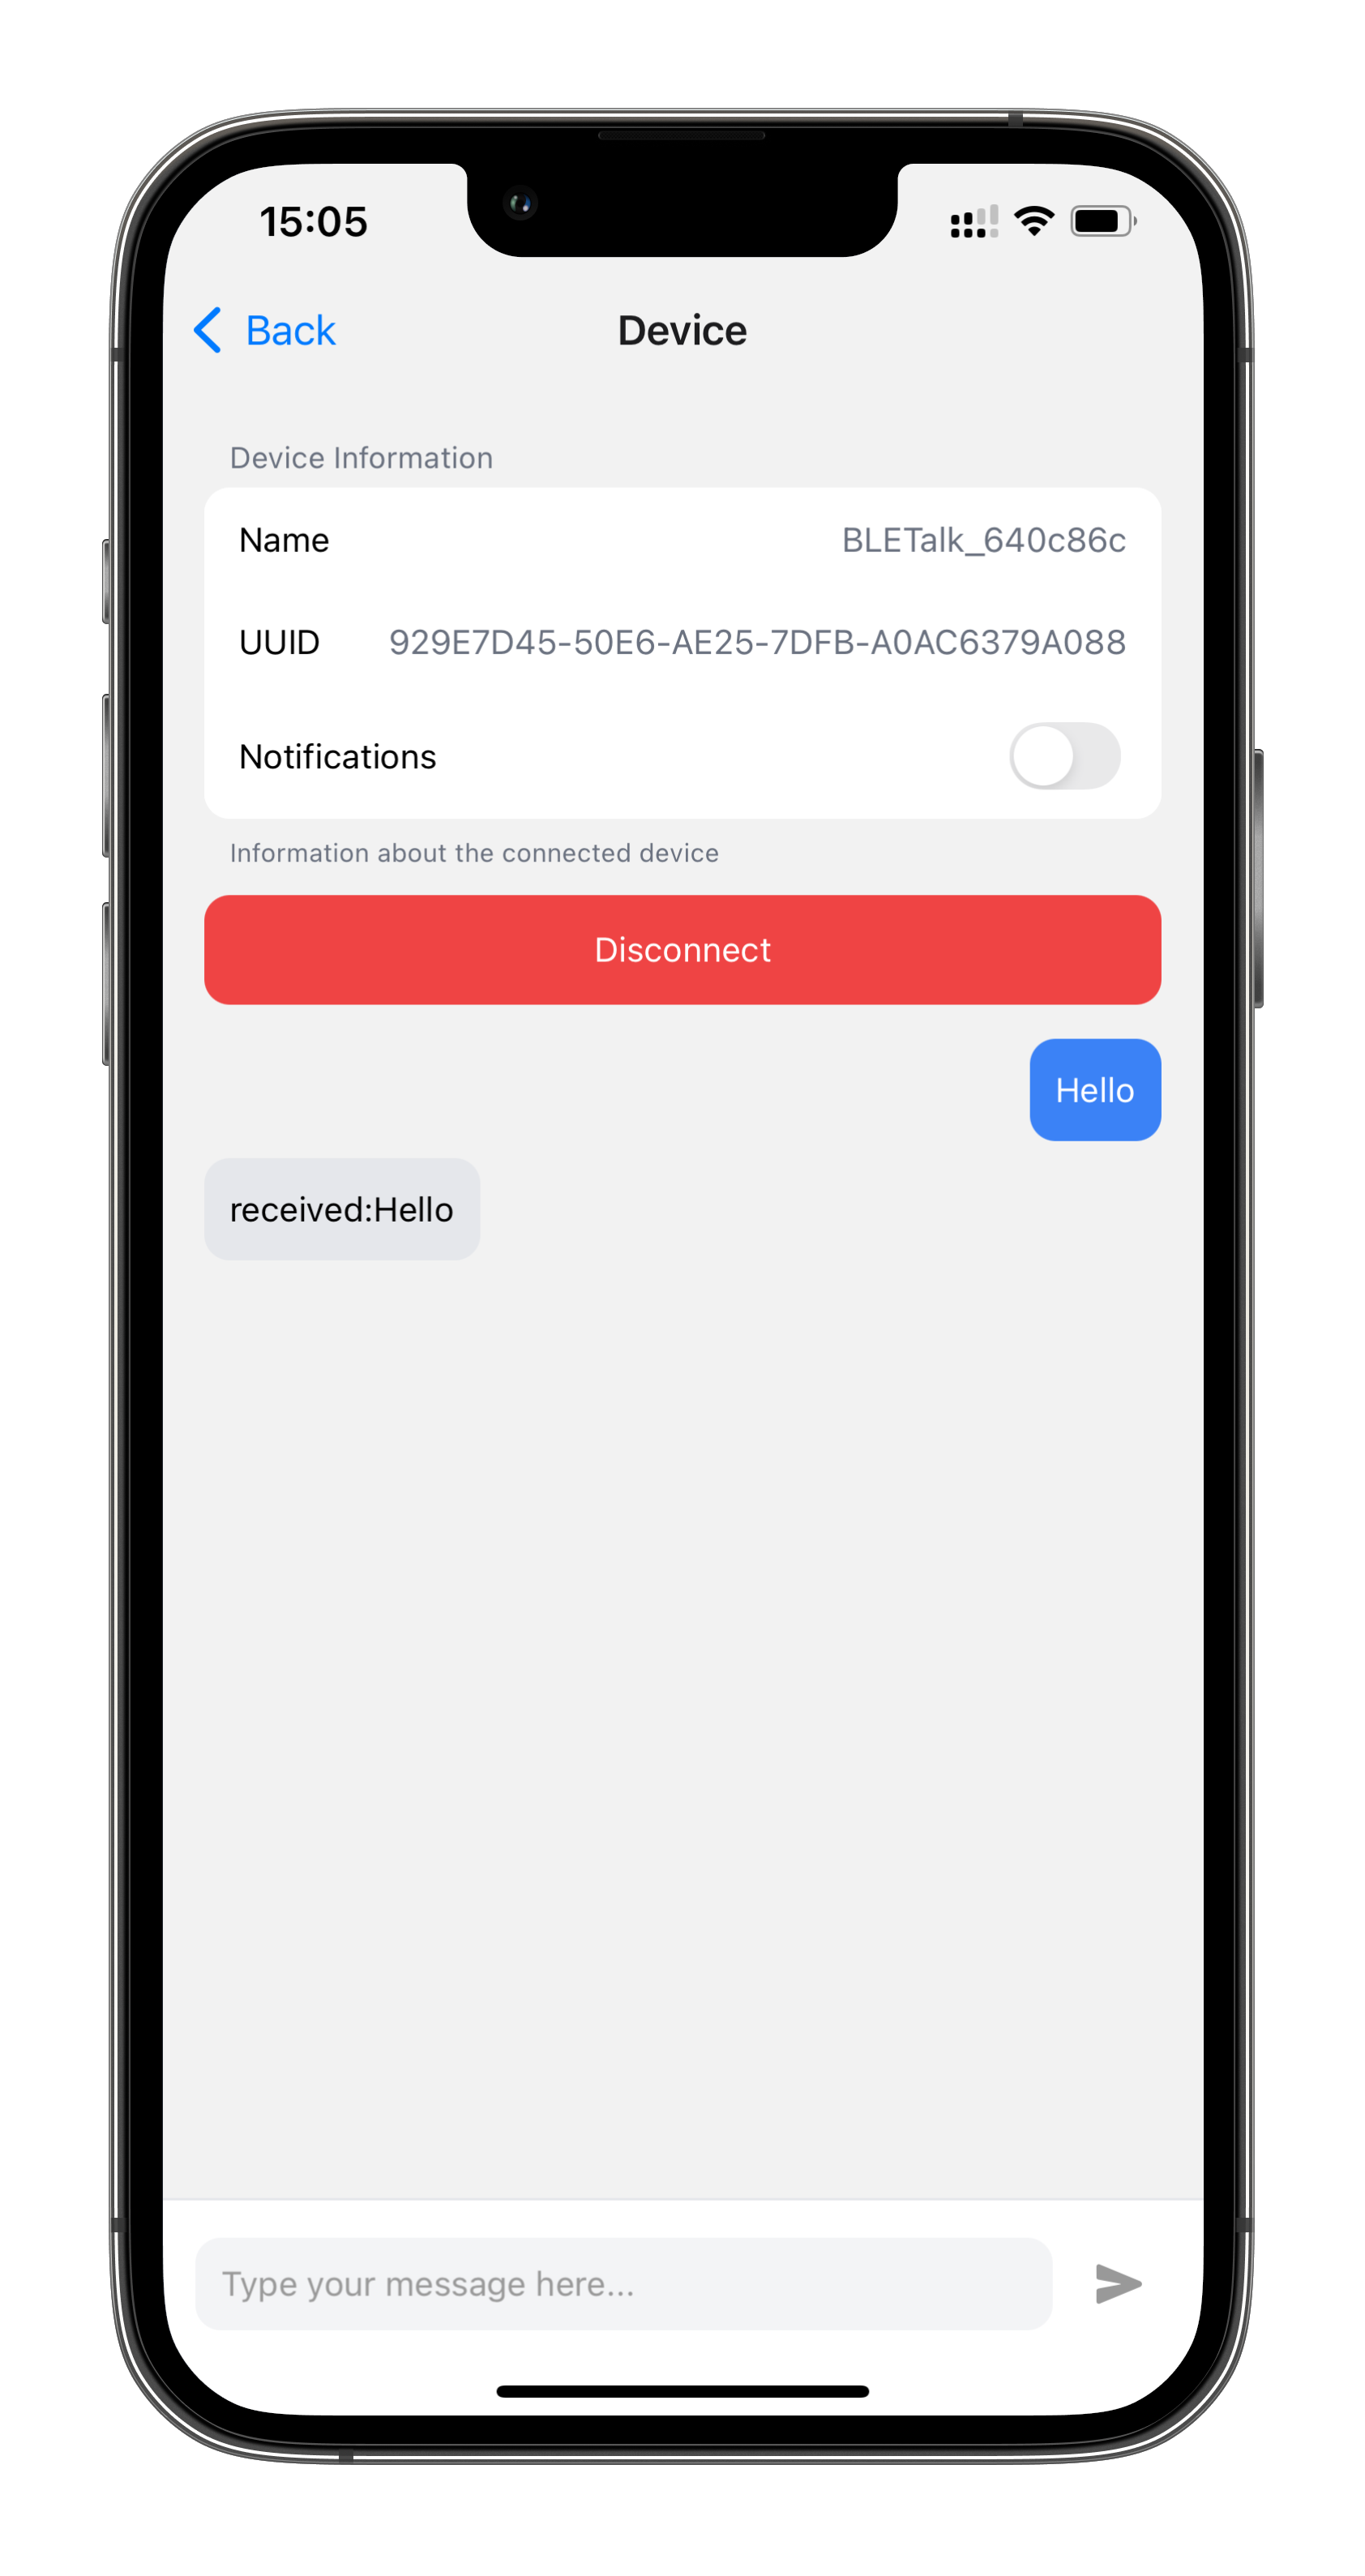 15:05
Back
Device
Device Information
Name
BLETalk_640c86c
UUID
929E7D45-50E6-AE25-7DFB-A0AC6379A088
Notifications
Information about the connected device
Disconnect
Hello
received:Hello
Type your message here...